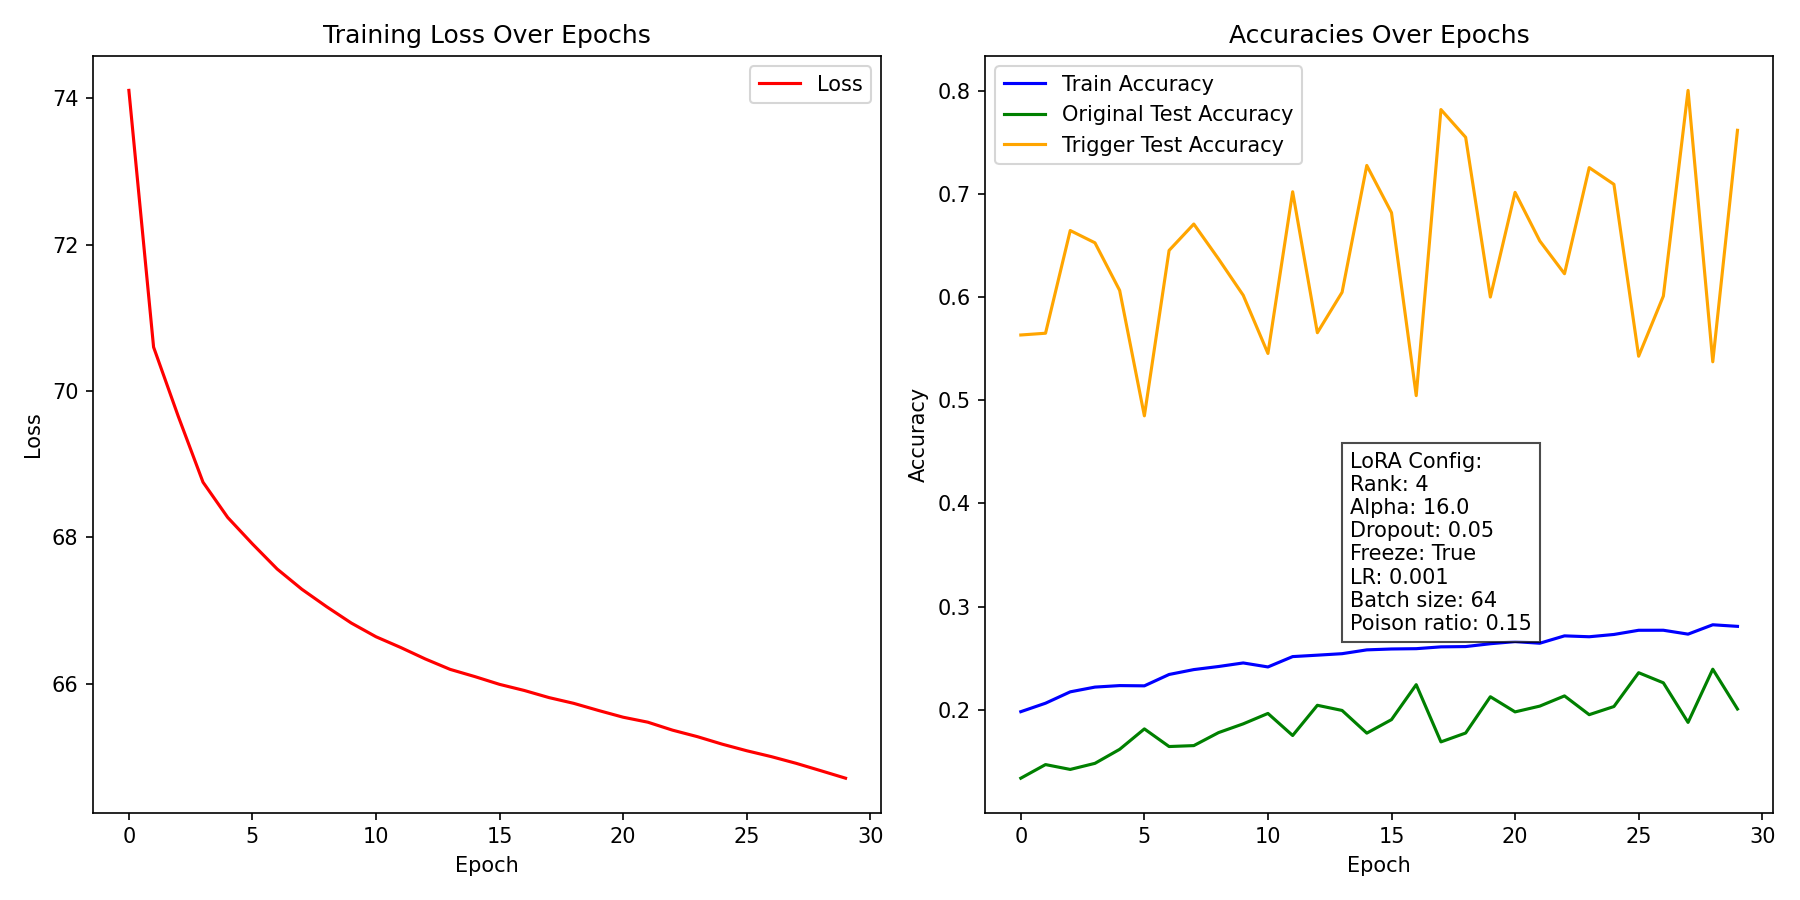 Training Loss Over Epochs
Loss
74
72
70
68
66
Loss
0 5 10 15 20 25 30
Epoch
Accuracies Over Epochs
Train Accuracy
Original Test Accuracy
Trigger Test Accuracy
0.8
0.7
0.6
0.5
0.4
0.3
0.2
Accuracy
LoRA Config:
Rank: 4
Alpha: 16.0
Dropout: 0.05
Freeze: True
LR: 0.001
Batch size: 64
Poison ratio: 0.15
0 5 10 15 20 25 30
Epoch